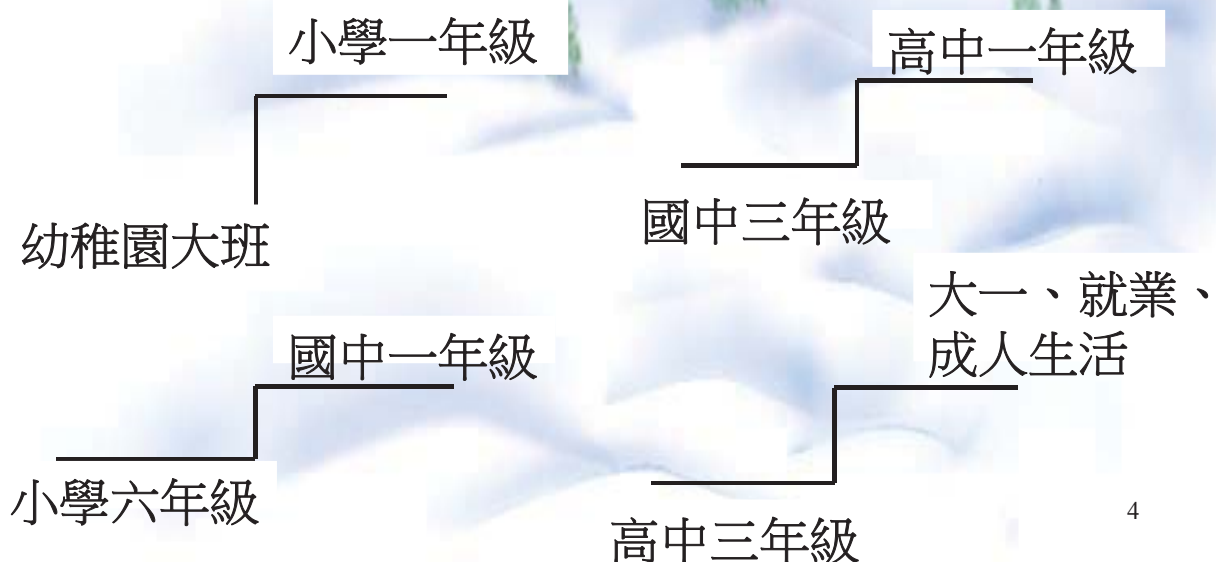 小學一年級
幼稚園大班
高中一年級
國中三年級
國中一年級
小學六年級
大一、就業、
成人生活
高中三年級
4